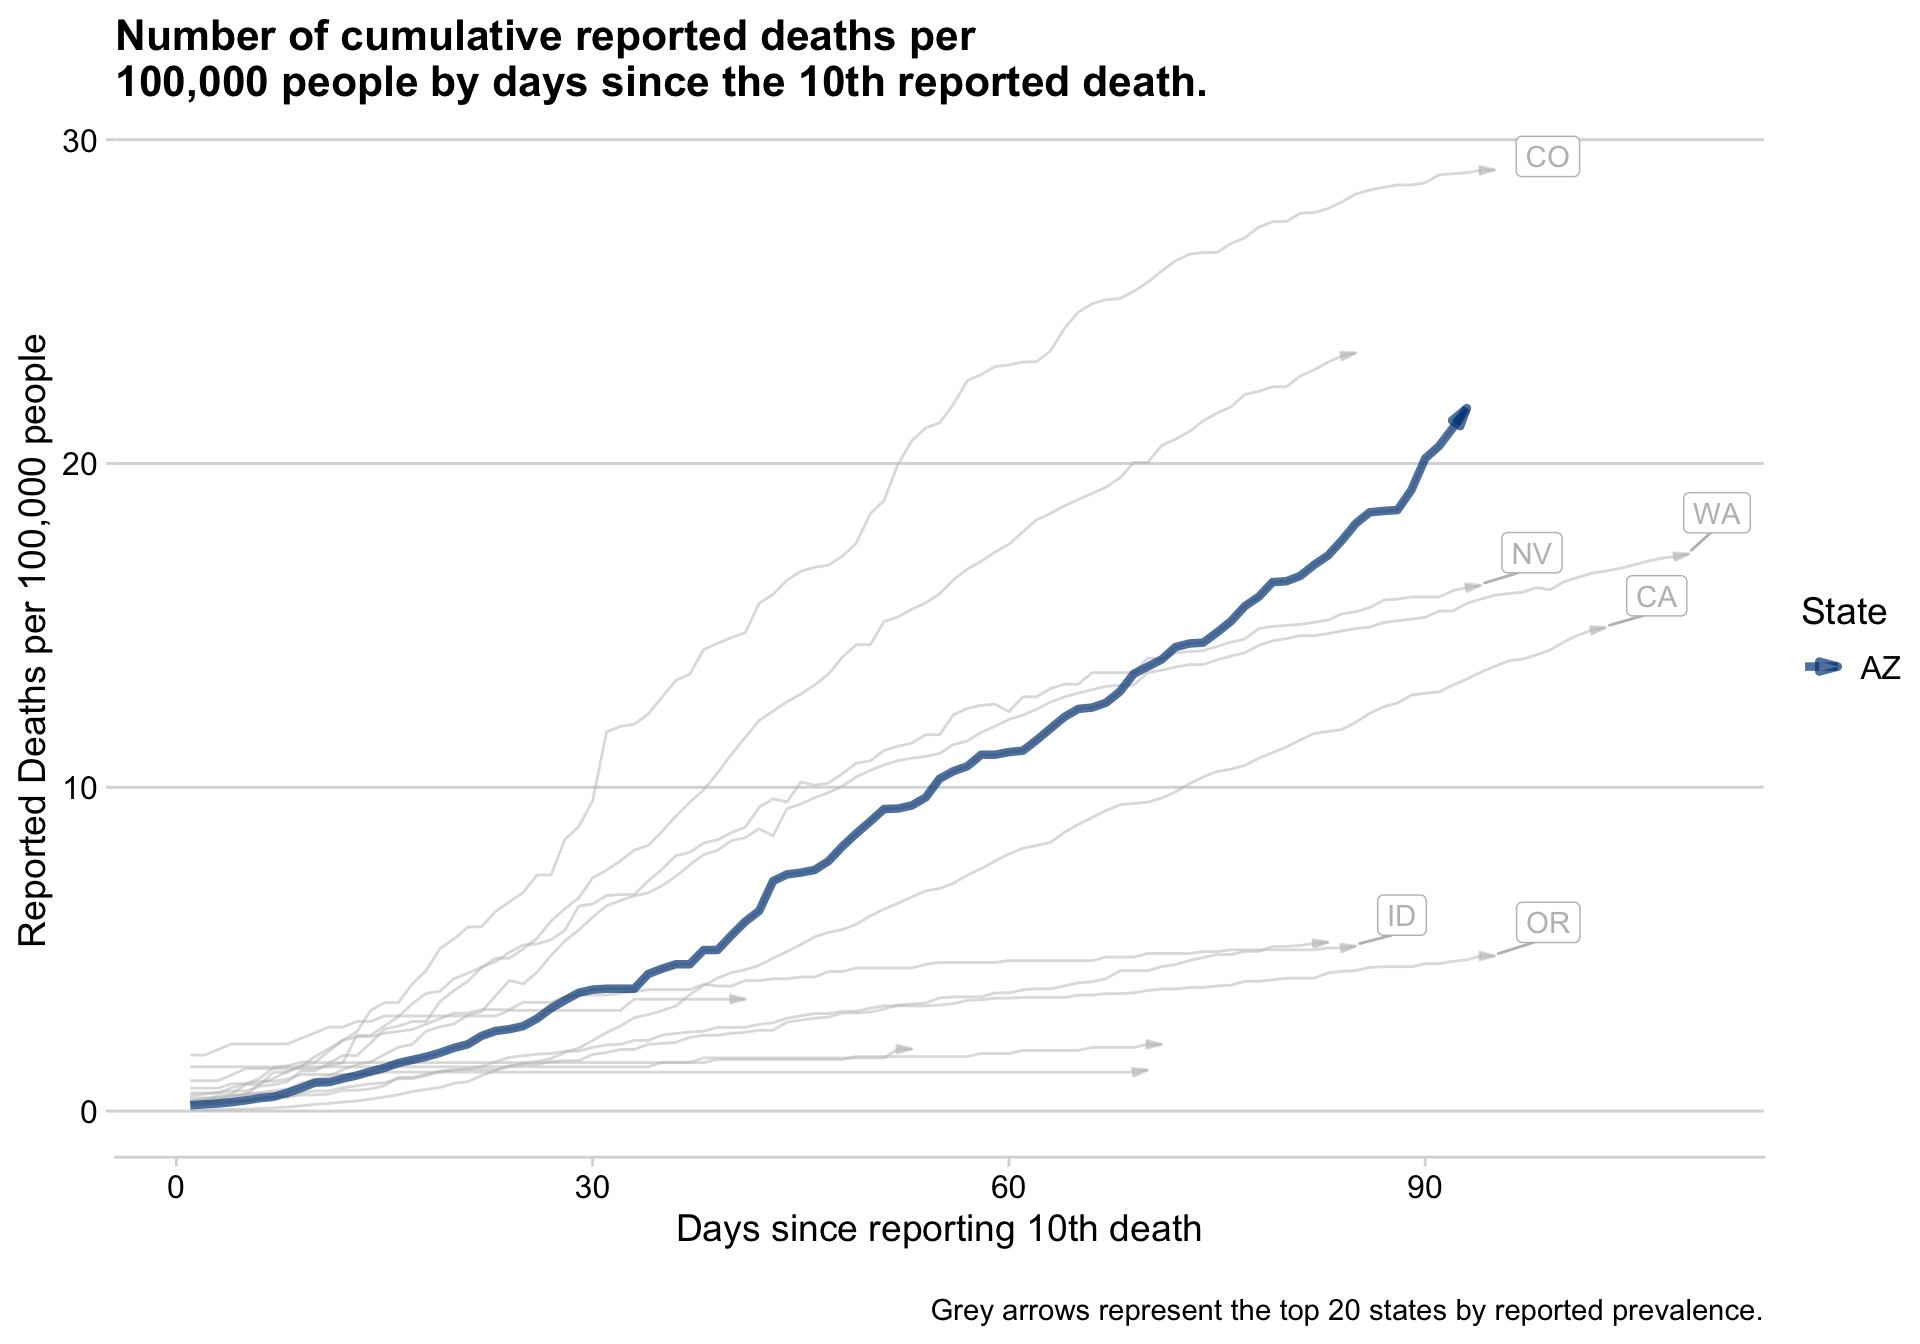 Number of cumulative reported deaths per
100,000 people by days since the 10th reported death.
Reported Deaths per 100,000 people
30
20
10
0
CO
WA
NV
CA
ID
OR
State
AZ
0
30
60
90
Days since reporting 10th death
Grey arrows represent the top 20 states by reported prevalence.